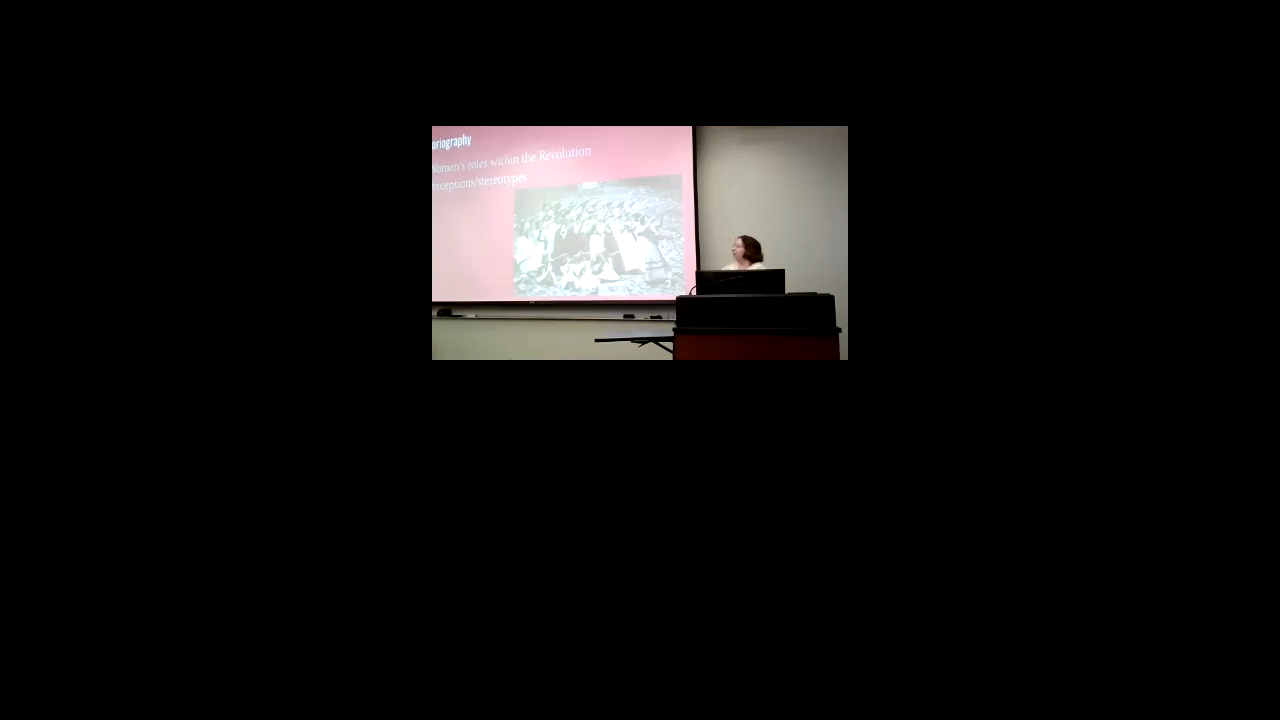 oriography
Women's roles within the Revolution
erceptions/stereotypes